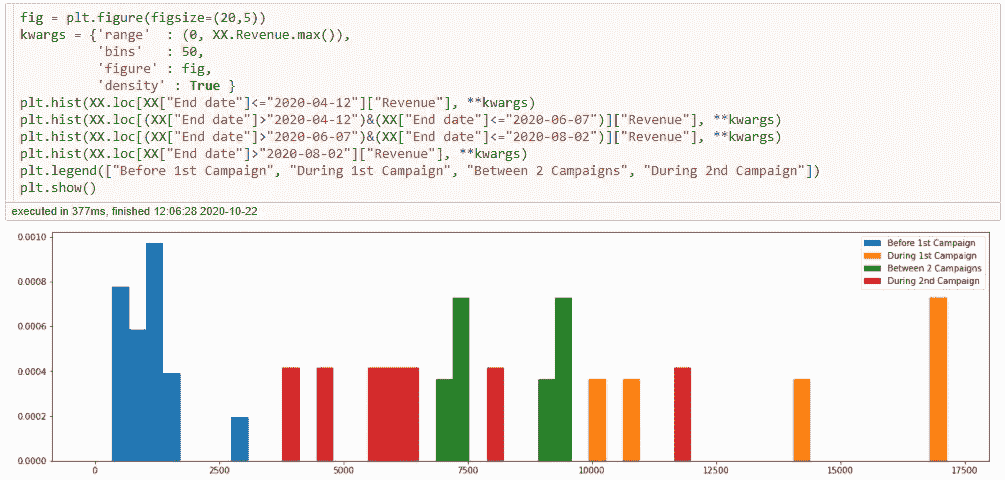 fig = plt.figure(figsize=(20,5))
kwargs = {'range'  : (0, XX.Revenue.max()),
          'bins'   : 50,
          'figure' : fig,
          'density' : True }
plt.hist(XX.loc[XX["End date"]<="2020-04-12"]["Revenue"], **kwargs)
plt.hist(XX.loc[(XX["End date"]>"2020-04-12")&(XX["End date"]<="2020-06-07")]["Revenue"], **kwargs)
plt.hist(XX.loc[(XX["End date"]>"2020-06-07")&(XX["End date"]<="2020-08-02")]["Revenue"], **kwargs)
plt.hist(XX.loc[XX["End date"]>"2020-08-02"]["Revenue"], **kwargs)
plt.legend(["Before 1st Campaign", "During 1st Campaign", "Between 2 Campaigns", "During 2nd Campaign"])
plt.show()
executed in 377ms, finished 12:06:28 2020-10-22
0.0010
0.0008
0.0006
0.0004
0.0002
0.0000
Before 1st Campaign
During 1st Campaign
Between 2 Campaigns
During 2nd Campaign
0 2500 5000 7500 10000 12500 15000 17500